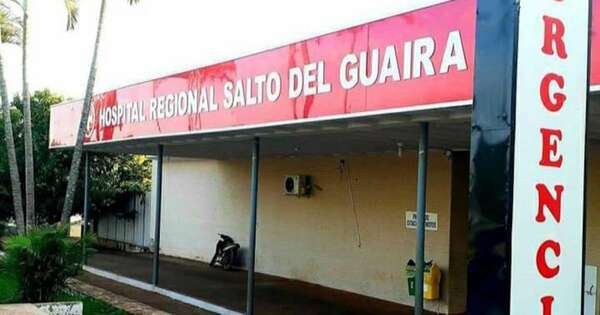 HOSPITAL REGIONAL SALTO DEL GUAIRA
RGENCI